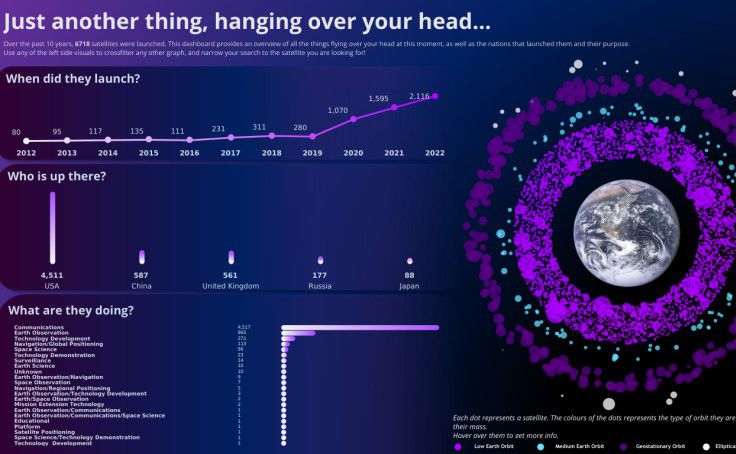 Just another thing, hanging over your head...
Over the past 10 years, 6718 satellites were launched. This dashboard provides an overview of all the things flying over your head at this moment, as well as the nations that launched them and their purpose.
Use any of the left side visuals to crossfilter any other graph, and narrow your search to the satellite you are looking for!
When did they launch?
80 95 117 135 111 231 311 280 1,070 1,595 2,116
2012 2013 2014 2015 2016 2017 2018 2019 2020 2021 2022
Who is up there?
4,511 587 561 177 88
USA China United Kingdom Russia Japan
What are they doing?
Communications 4,517
Earth Observation 865
Technology Development 271
Navigation/Global Positioning 113
Space Science 66
Technology Demonstration 23
Surveillance 14
Earth Science 10
Unknown 10
Earth Observation/Navigation 9
Space Observation 7
Navigation/Regional Positioning 5
Earth Observation/Technology Development 3
Earth/Space Observation 2
Mission Extension Technology 2
Earth Observation/Communications 1
Earth Observation/Communications/Space Science 1
Educational 1
Platform 1
Satellite Positioning 1
Space Science/Technology Demonstration 1
Technology Development 1
Each dot represents a satellite. The colours of the dots represents the type of orbit they are
their mass.
Hover over them to get more info.
Low Earth Orbit Medium Earth Orbit Geostationary Orbit Elliptica